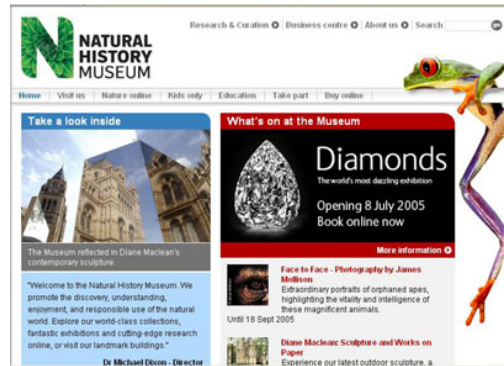 Research & Curation | Business centre | About us | Search
go
NATURAL
HISTORY
MUSEUM
Home | Visit us | Nature online | Kids only | Education | Take part | Buy online
Take a look inside
The Museum reflected in Diane Maclean's
contemporary sculpture.
"Welcome to the Natural History Museum. We
promote the discovery, understanding,
enjoyment, and responsible use of the natural
world. Explore our world-class collections,
fantastic exhibitions and cutting-edge research
online, or visit our landmark buildings."
Dr Michael Dixon - Director
What's on at the Museum
Diamonds
The world's most dazzling exhibition
Opening 8 July 2005
Book online now
More information
Face to Face - Photography by James
Mollison
Extraordinary portraits of orphaned apes,
highlighting the vitality and intelligence of
these magnificent animals.
Until 18 Sept 2005
Diane Maclean: Sculpture and Works on
Paper
Experience our latest outdoor sculpture, a